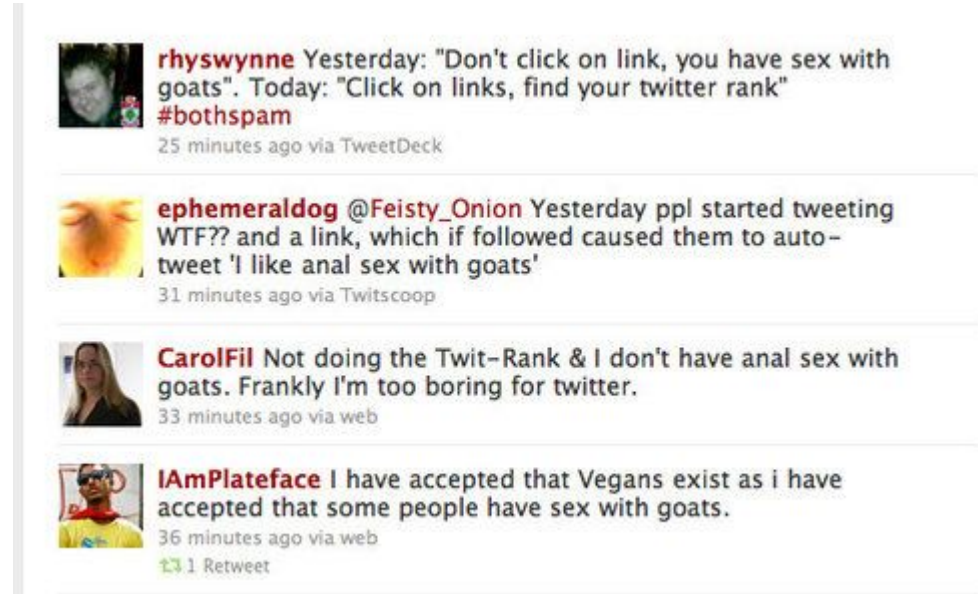 rhyswynne Yesterday: "Don't click on link, you have sex with
goats". Today: "Click on links, find your twitter rank"
#bothspam
25 minutes ago via TweetDeck
ephemeraldog @Feisty_Onion Yesterday ppl started tweeting
WTF?? and a link, which if followed caused them to auto-
tweet 'I like anal sex with goats'
31 minutes ago via Twitscoop
CarolFil Not doing the Twit-Rank & I don't have anal sex with
goats. Frankly I'm too boring for twitter.
33 minutes ago via web
IAmPlateface I have accepted that Vegans exist as i have
accepted that some people have sex with goats.
36 minutes ago via web
1 Retweet